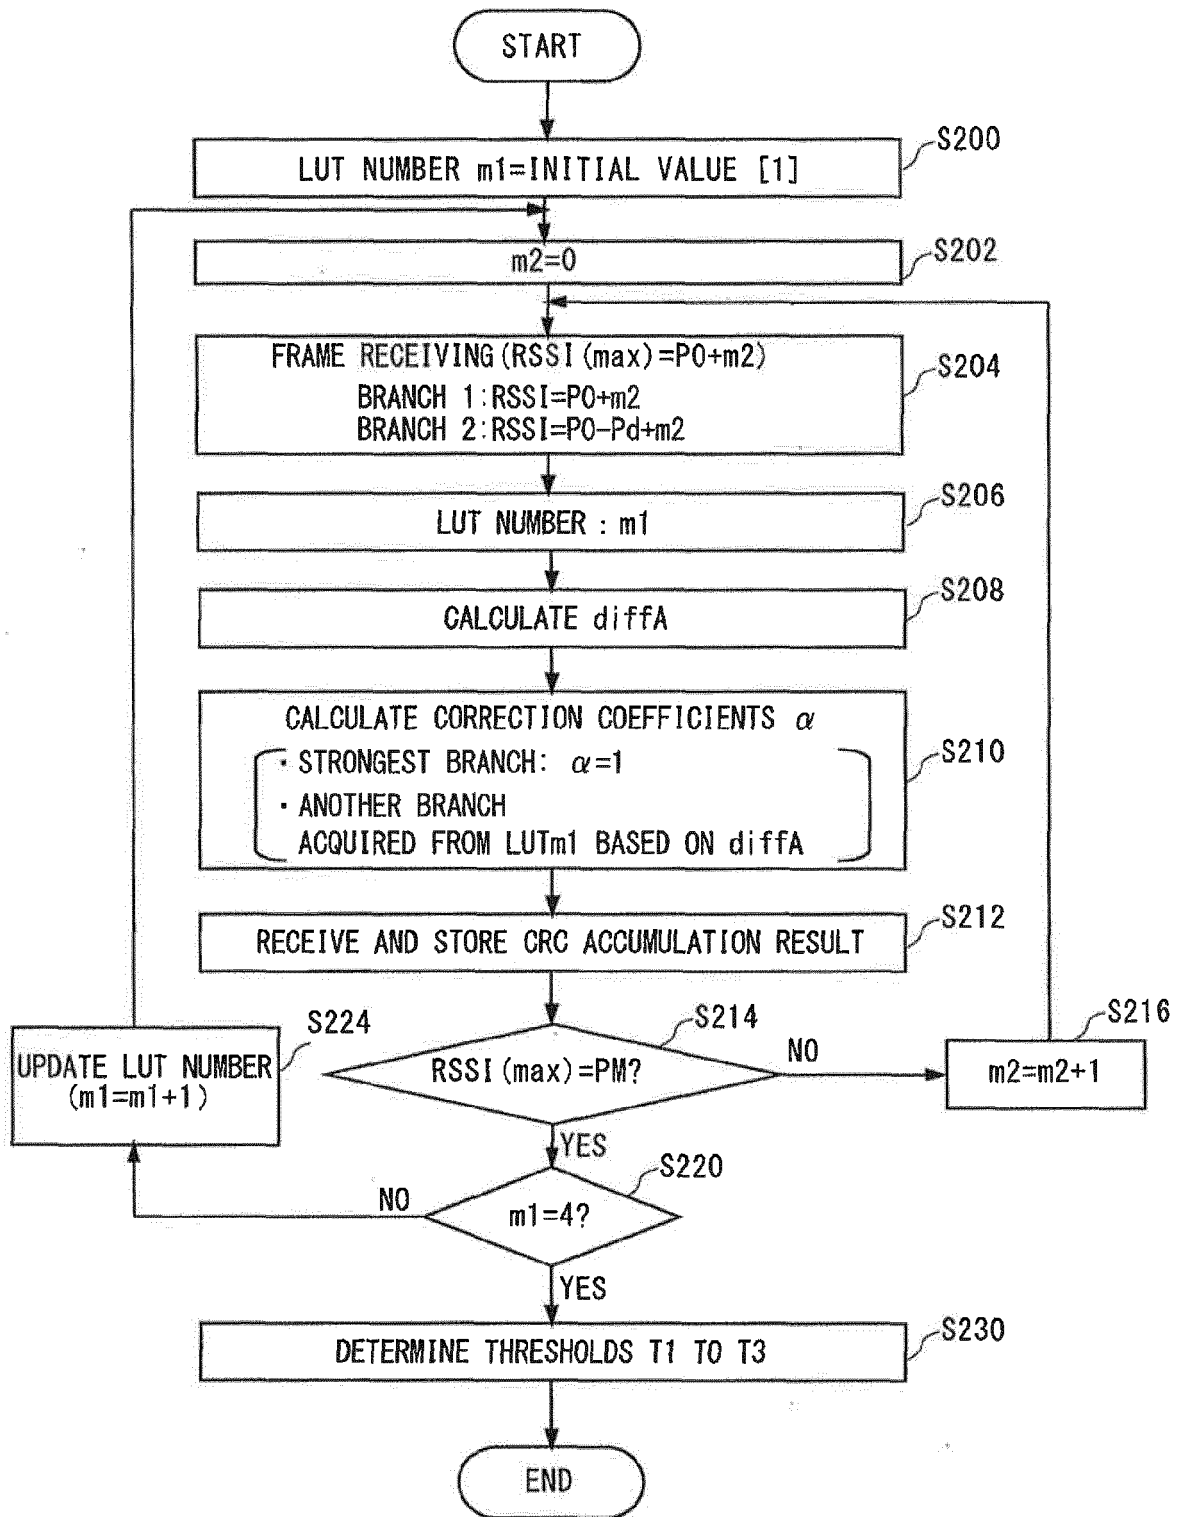 START
S200
LUT NUMBER m1=INITIAL VALUE [1]
S202
m2=0
S204
FRAME RECEIVING(RSSI(max)=P0+m2)
BRANCH 1:RSSI=P0+m2
BRANCH 2:RSSI=P0-Pd+m2
S206
LUT NUMBER : m1
S208
CALCULATE diffA
S210
CALCULATE CORRECTION COEFFICIENTS α
・STRONGEST BRANCH: α=1
・ANOTHER BRANCH
ACQUIRED FROM LUTm1 BASED ON diffA
S212
RECEIVE AND STORE CRC ACCUMULATION RESULT
S214
RSSI(max)=PM?
NO
S216
m2=m2+1
S224
UPDATE LUT NUMBER
(m1=m1+1)
YES
S220
m1=4?
NO
YES
S230
DETERMINE THRESHOLDS T1 TO T3
END